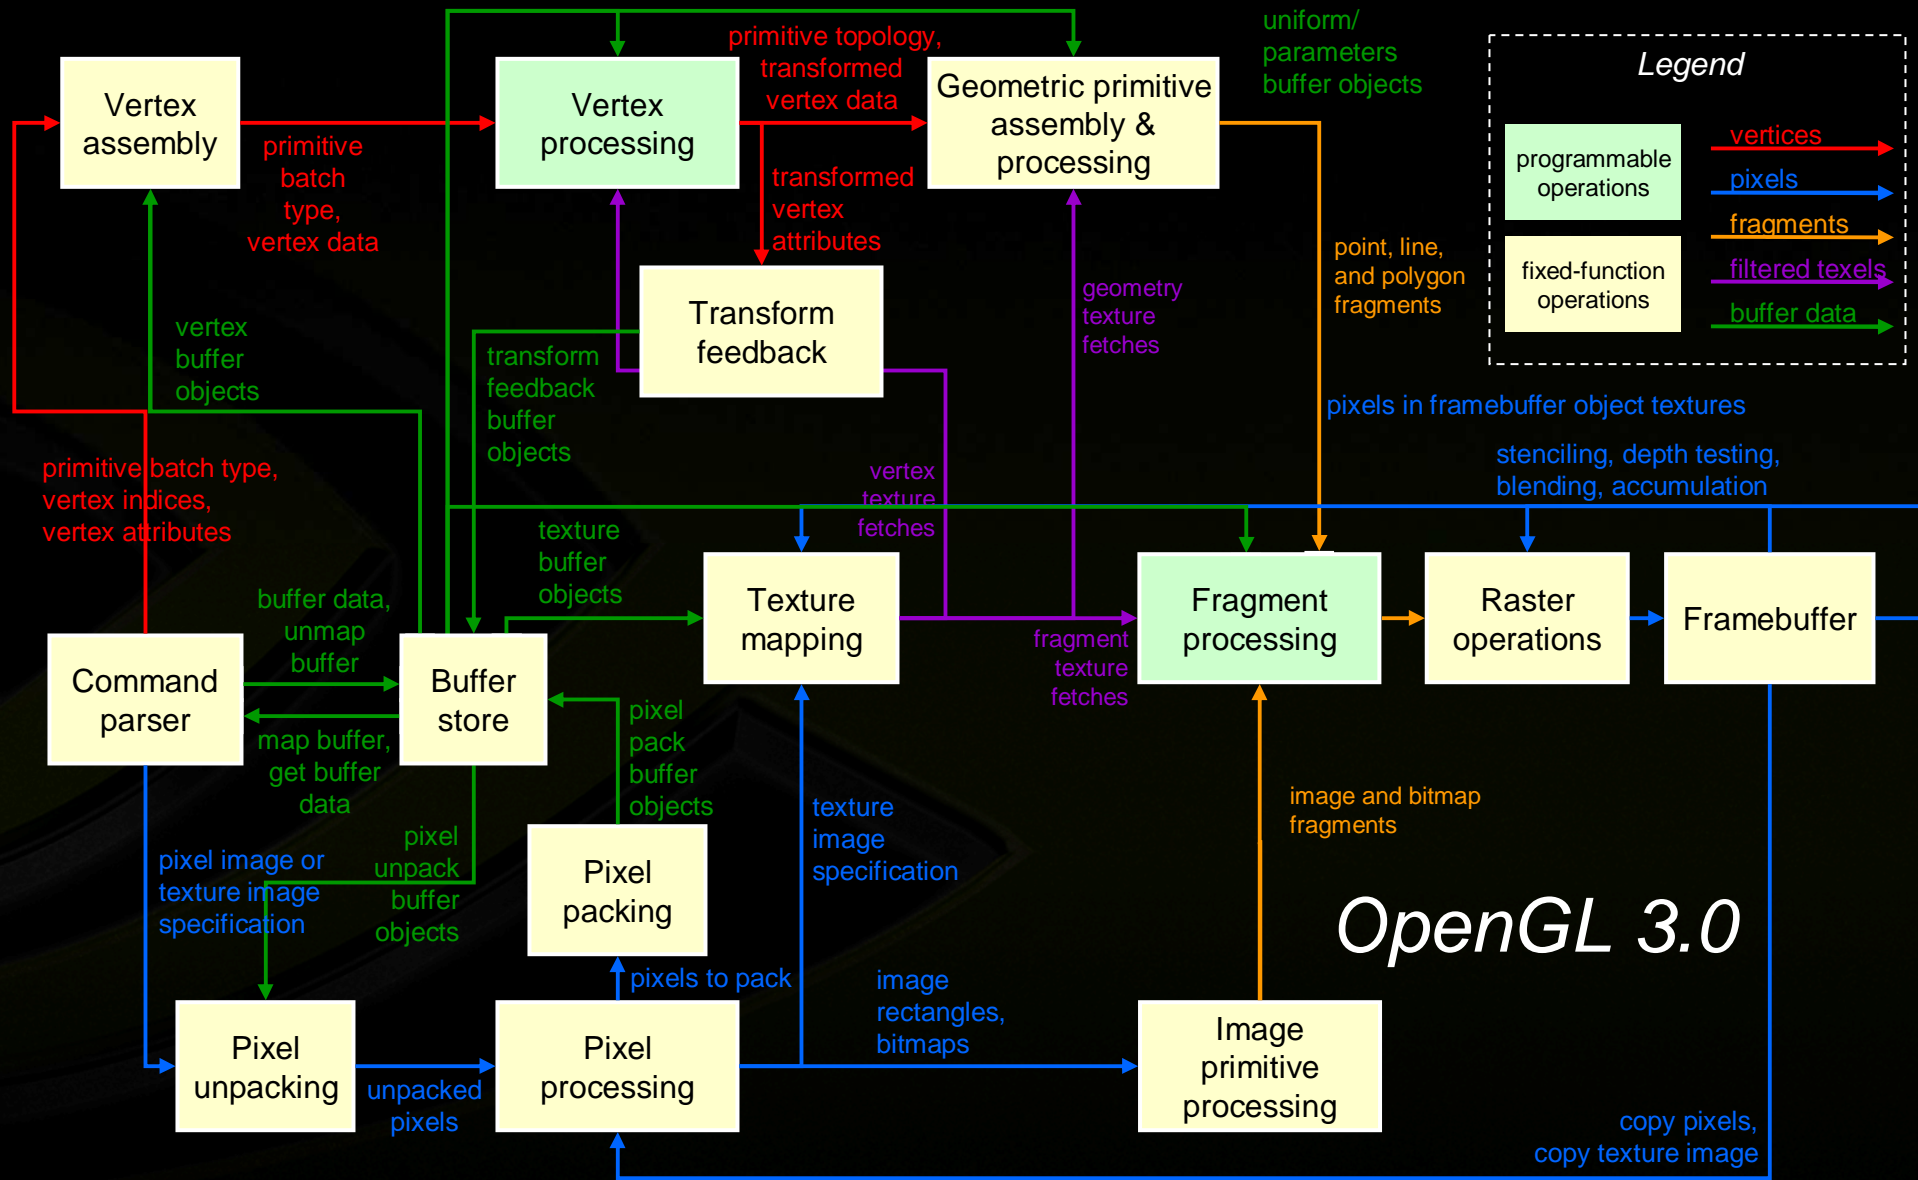 uniform/
parameters
buffer objects
Legend
programmable
operations
fixed-function
operations
vertices
pixels
fragments
filtered texels
buffer data
Vertex
assembly
primitive
batch
type,
vertex data
Vertex
processing
primitive topology,
transformed
vertex data
Geometric primitive
assembly &
processing
transformed
vertex
attributes
Transform
feedback
vertex
buffer
objects
transform
feedback
buffer
objects
geometry
texture
fetches
point, line,
and polygon
fragments
pixels in framebuffer object textures
stenciling, depth testing,
blending, accumulation
primitive batch type,
vertex indices,
vertex attributes
vertex
texture
fetches
texture
buffer
objects
buffer data,
unmap
buffer
Command
parser
Buffer
store
map buffer,
get buffer
data
Texture
mapping
fragment
texture
fetches
Fragment
processing
Raster
operations
Framebuffer
pixel
pack
buffer
objects
pixel image or
texture image
specification
pixel
unpack
buffer
objects
Pixel
packing
texture
image
specification
image and bitmap
fragments
OpenGL 3.0
pixels to pack
image
rectangles,
bitmaps
Pixel
unpacking
unpacked
pixels
Pixel
processing
Image
primitive
processing
copy pixels,
copy texture image